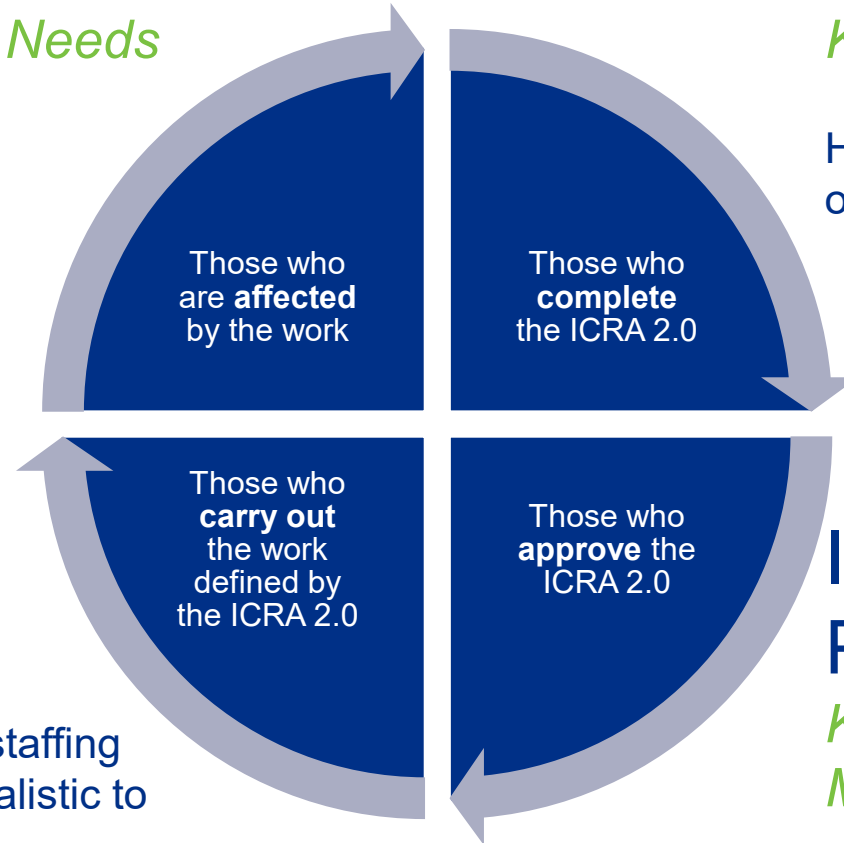 Needs
Those who
are affected
by the work
Those who
complete
the ICRA 2.0
Those who
carry out
the work
defined by
the ICRA 2.0
Those who
approve the
ICRA 2.0
staffing
alistic to